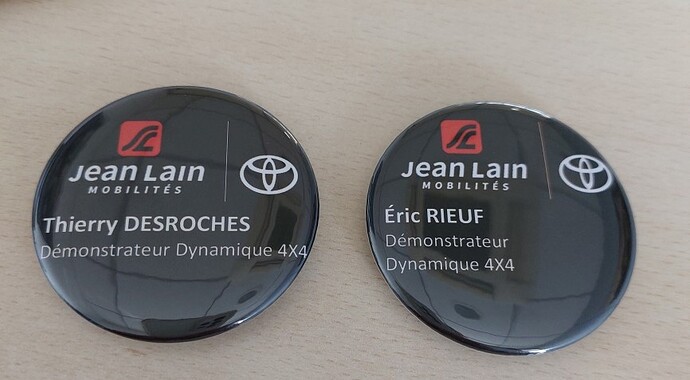 Jean Lain
MOBILITÉS
Thierry DESROCHES
Démonstrateur Dynamique 4X4
Jean Lain
MOBILITÉS
Éric RIEUF
Démonstrateur
Dynamique 4X4